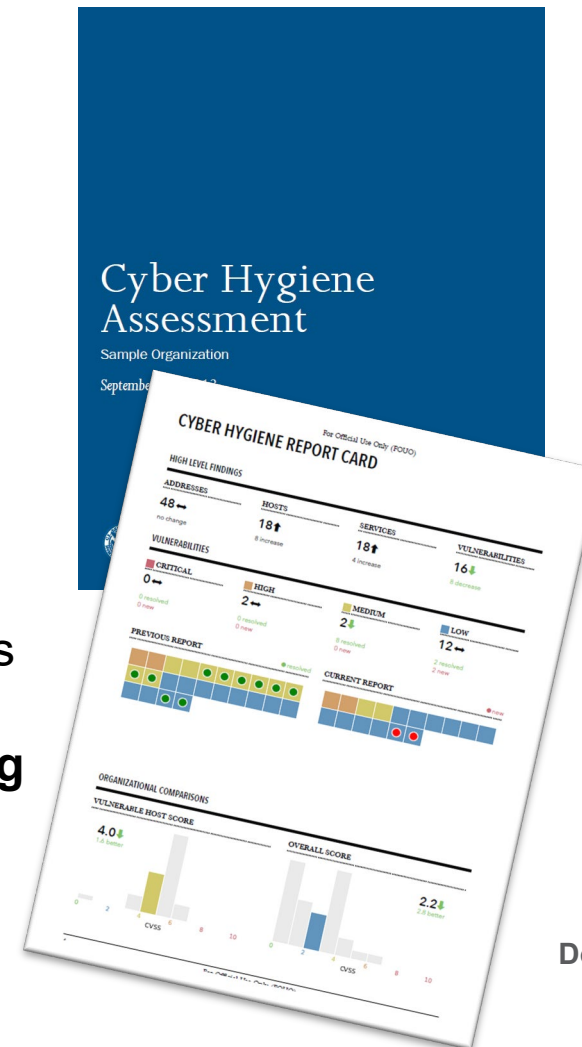 Cyber Hygiene
Assessment
Sample Organization
For Official Use Only (FOUO)
CYBER HYGIENE REPORT CARD
HIGH LEVEL FINDINGS
ADDRESSES HOSTS SERVICES VULNERABILITIES
48↔ 18⬆ 18⬆ 16⬇
no change 8 increase 4 increase 8 decrease
VULNERABILITIES
CRITICAL HIGH MEDIUM LOW
0↔ 2↔ 2⬇ 12↔
0 resolved 0 resolved 8 resolved 2 resolved
0 new 0 new 0 new 2 new
PREVIOUS REPORT resolved CURRENT REPORT new
s
g
ORGANIZATIONAL COMPARISONS
VULNERABLE HOST SCORE OVERALL SCORE
4.0⬇ 2.2⬇
1.6 better 2.8 better
0 2 4 6 8 10 0 2 4 6 8 10
CVSS CVSS
De